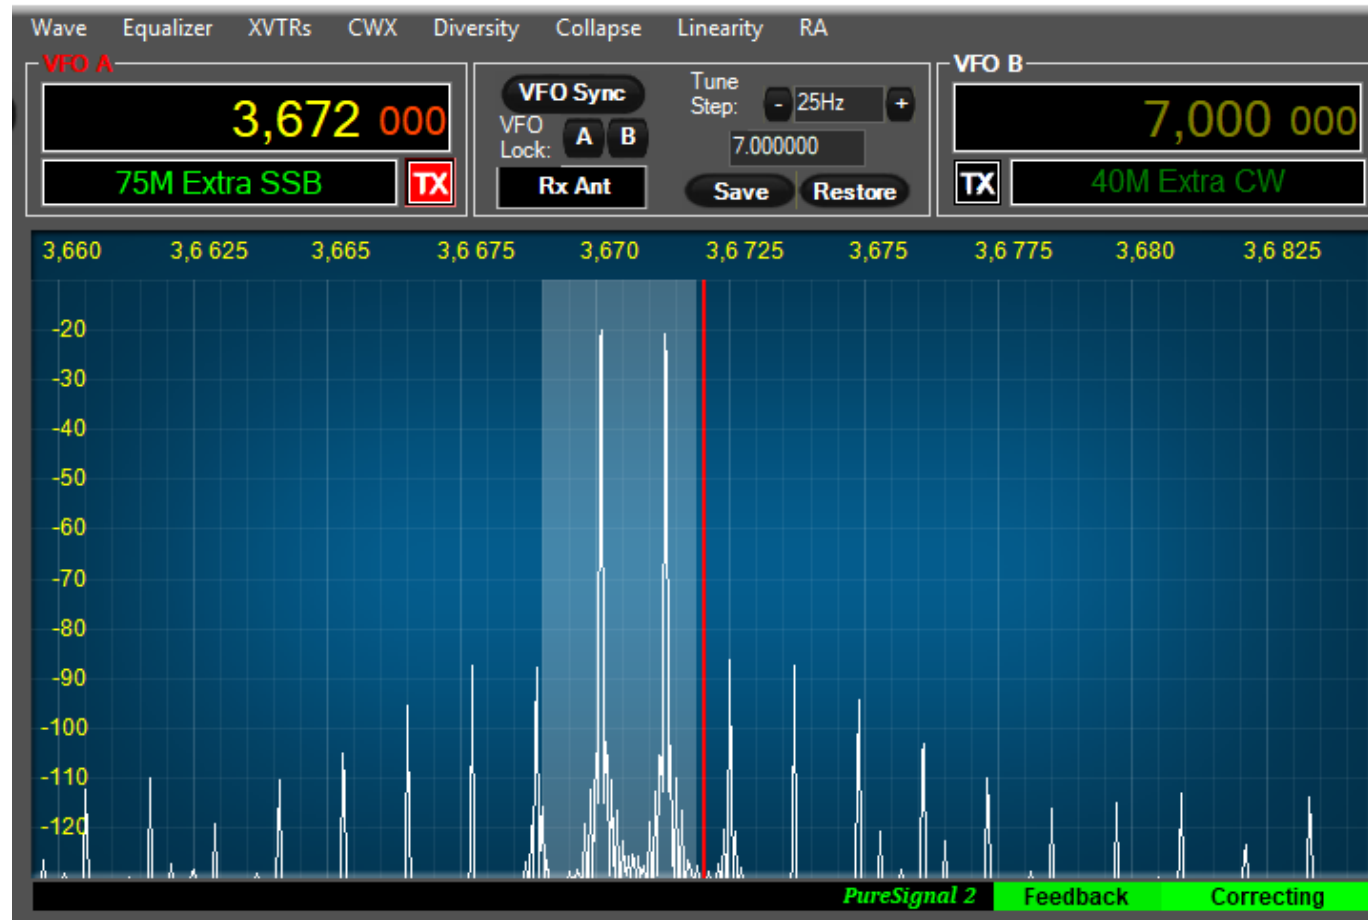 Wave Equalizer XVTRs CWX Diversity Collapse Linearity RA
VFO A
3,672 000
75M Extra SSB TX
VFO Sync
VFO Lock: A B
Rx Ant
Tune Step: - 25Hz +
7.000000
Save Restore
VFO B
7,000 000
TX 40M Extra CW
3,660 3,6 625 3,665 3,6 675 3,670 3,6 725 3,675 3,6 775 3,680 3,6 825
-20
-30
-40
-50
-60
-70
-80
-90
-100
-110
-120
PureSignal 2 Feedback Correcting